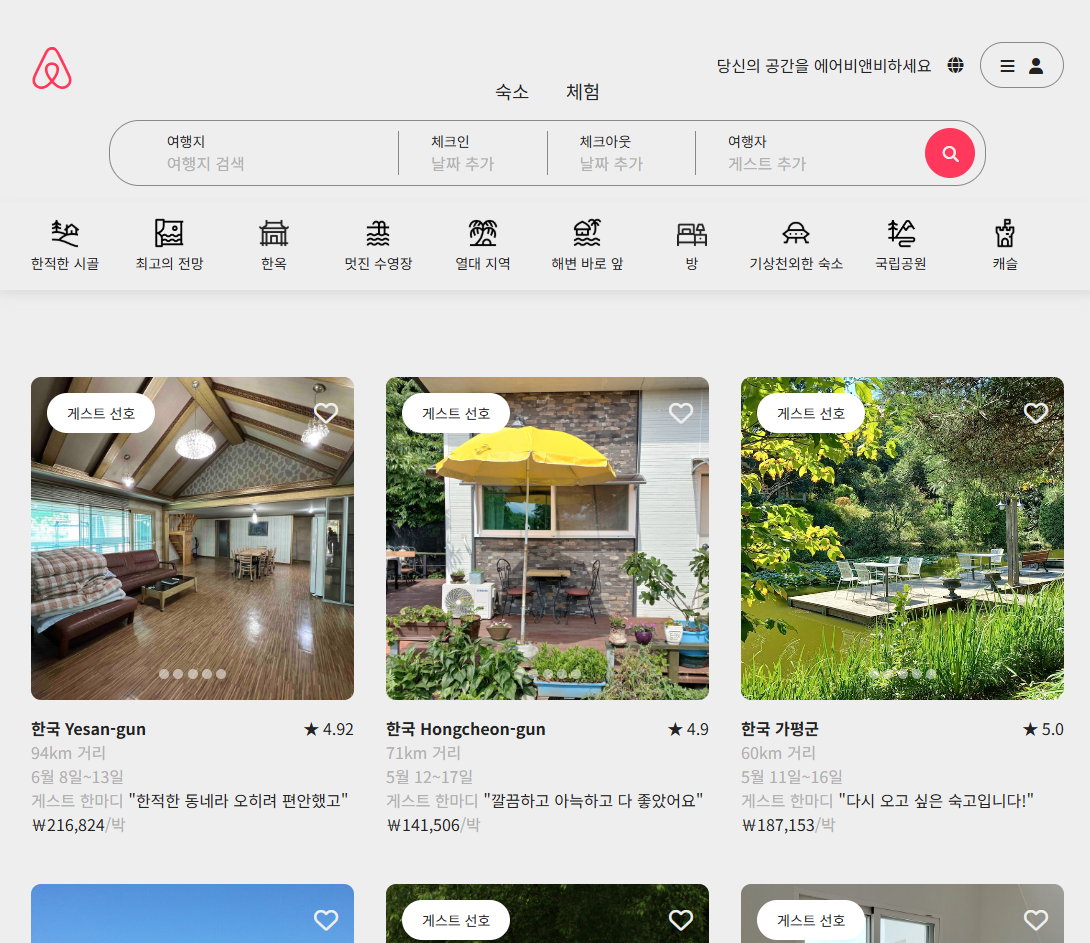 당신의 공간을 에어비앤비하세요
숙소 체험
여행지 체크인 체크아웃 여행자
여행지 검색 날짜 추가 날짜 추가 게스트 추가
한적한 시골 최고의 전망 한옥 멋진 수영장 열대 지역 해변 바로 앞 방 기상천외한 숙소 국립공원 캐슬
게스트 선호
게스트 선호
게스트 선호
한국 Yesan-gun ★ 4.92
94km 거리
6월 8일~13일
게스트 한마디 "한적한 동네라 오히려 편안했고"
₩216,824/박
한국 Hongcheon-gun ★ 4.9
71km 거리
5월 12~17일
게스트 한마디 "깔끔하고 아늑하고 다 좋았어요"
₩141,506/박
한국 가평군 ★ 5.0
60km 거리
5월 11일~16일
게스트 한마디 "다시 오고 싶은 숙고입니다!"
₩187,153/박
게스트 선호
게스트 선호